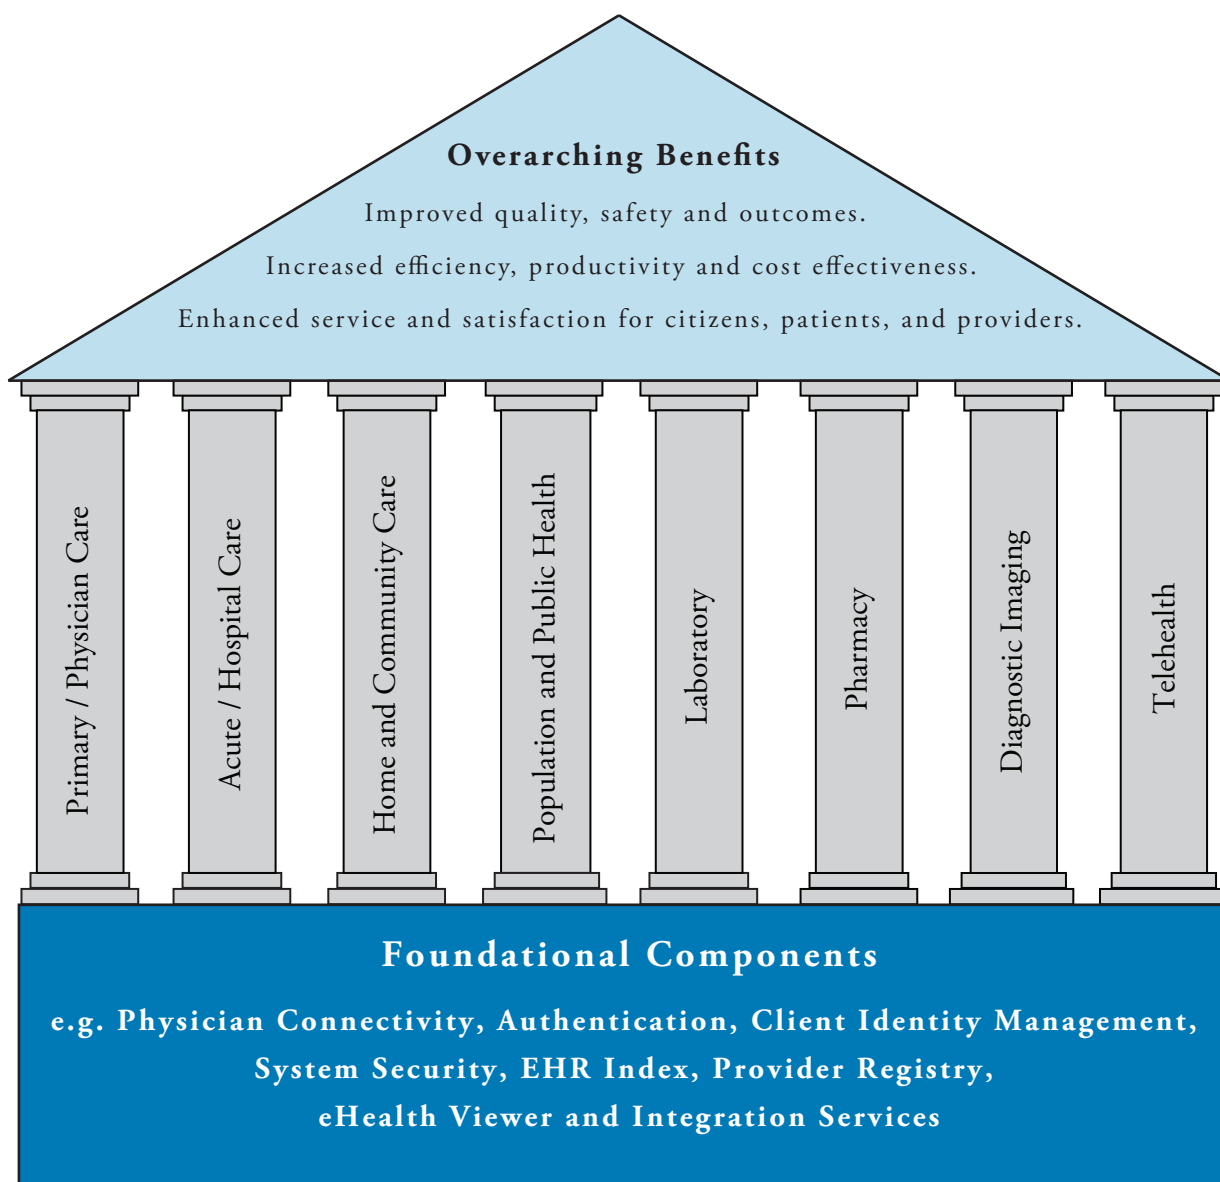 Overarching Benefits
Improved quality, safety and outcomes.
Increased efficiency, productivity and cost effectiveness.
Enhanced service and satisfaction for citizens, patients, and providers.
Primary / Physician Care
Acute / Hospital Care
Home and Community Care
Population and Public Health
Laboratory
Pharmacy
Diagnostic Imaging
Telehealth
Foundational Components
e.g. Physician Connectivity, Authentication, Client Identity Management,
System Security, EHR Index, Provider Registry,
eHealth Viewer and Integration Services